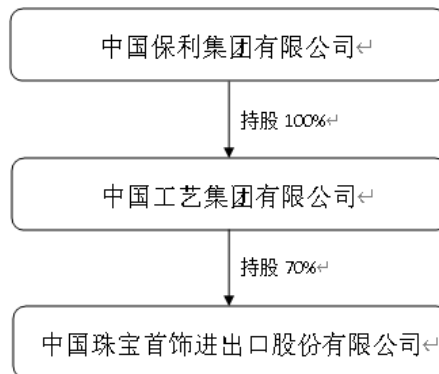 中国保利集团有限公司↵
持股 100%↵
中国工艺集团有限公司↵
持股 70%↵
中国珠宝首饰进出口股份有限公司↵